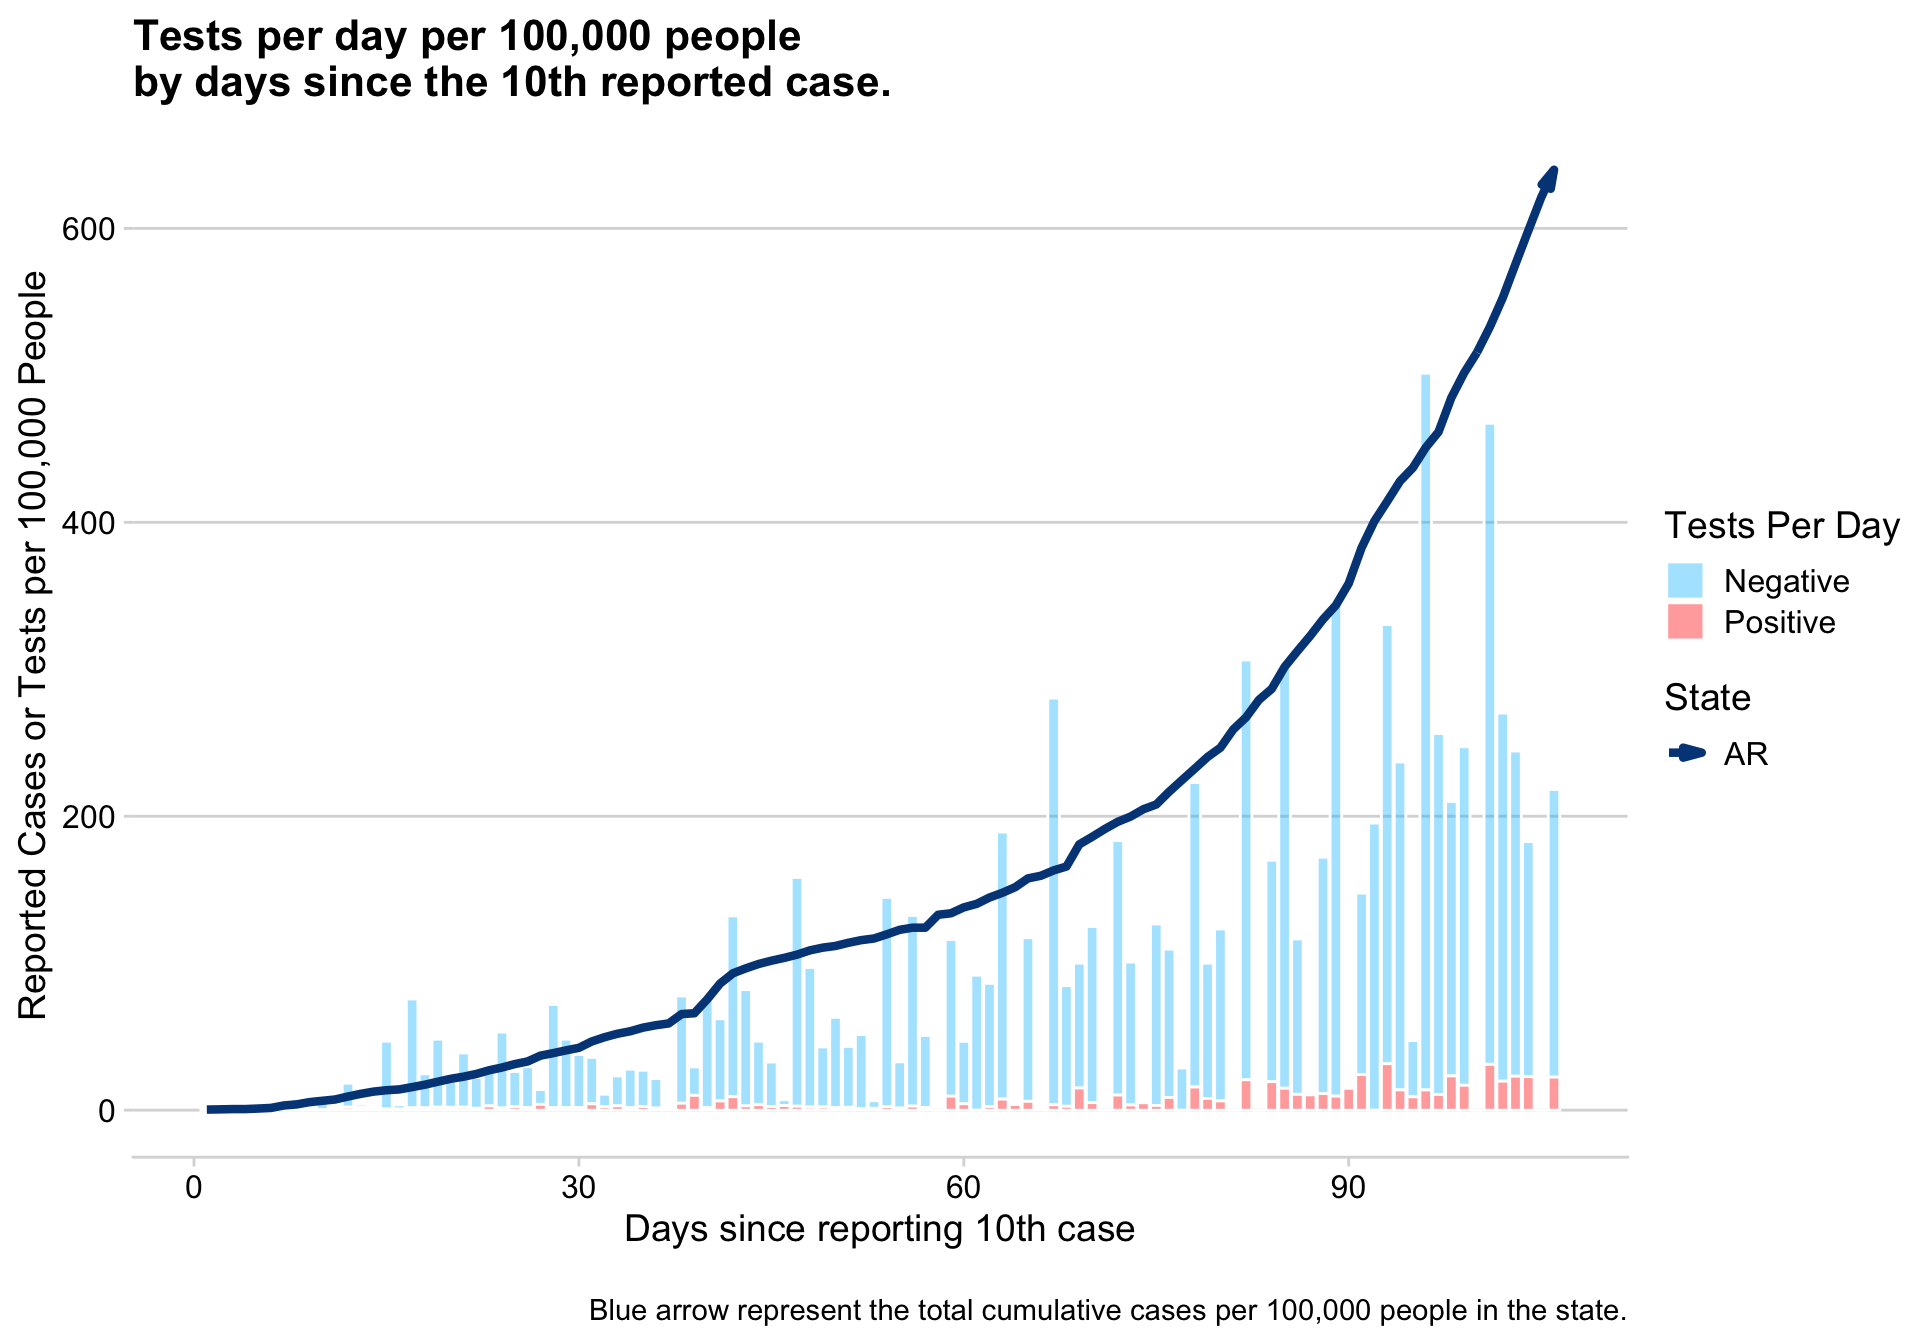 Tests per day per 100,000 people
by days since the 10th reported case.
Reported Cases or Tests per 100,000 People
600
400
200
0
0
30
60
90
Days since reporting 10th case
Tests Per Day
Negative
Positive
State
AR
Blue arrow represent the total cumulative cases per 100,000 people in the state.